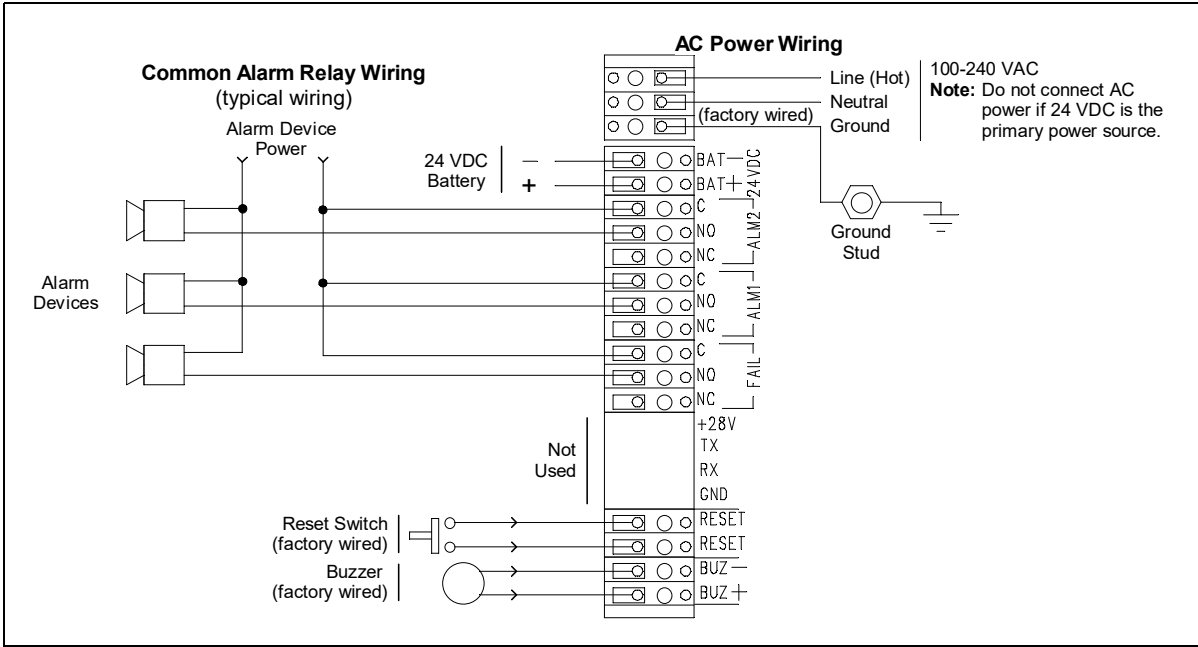 AC Power Wiring
Common Alarm Relay Wiring
(typical wiring)
Alarm Device
Power
Line (Hot)
Neutral
(factory wired)
Ground
100-240 VAC
Note: Do not connect AC
power if 24 VDC is the
primary power source.
24 VDC
Battery
−
+
BAT−
BAT+
24VDC
C
NO
NC
ALM2
C
NO
NC
ALM1
C
NO
NC
FAIL
Ground
Stud
Alarm
Devices
+28V
TX
RX
GND
Not
Used
Reset Switch
(factory wired)
RESET
RESET
Buzzer
(factory wired)
BUZ−
BUZ+